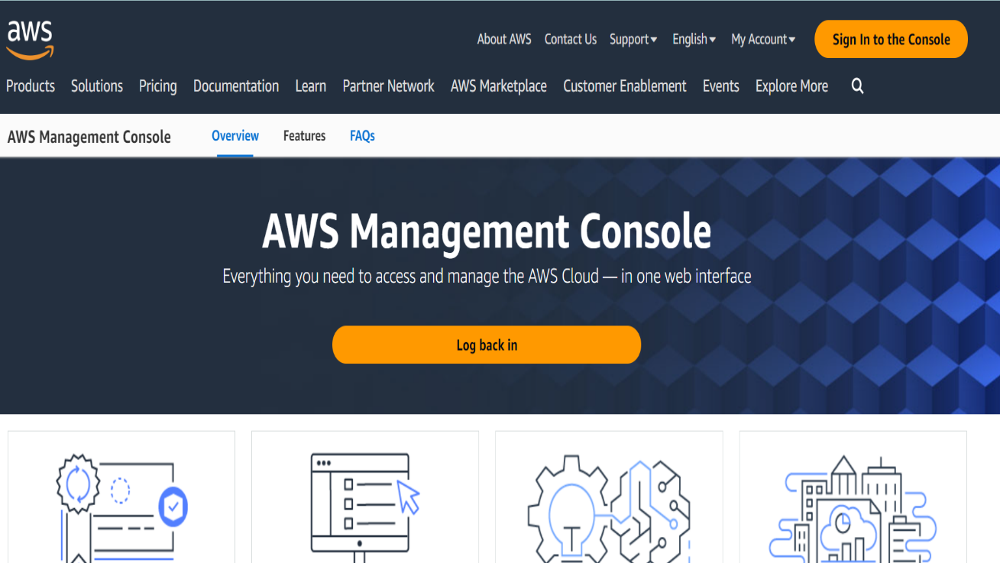 aws
About AWS Contact Us Support English My Account Sign In to the Console
Products Solutions Pricing Documentation Learn Partner Network AWS Marketplace Customer Enablement Events Explore More
AWS Management Console Overview Features FAQs
AWS Management Console
Everything you need to access and manage the AWS Cloud — in one web interface
Log back in